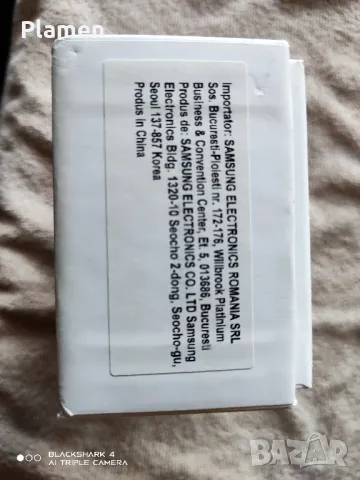 Plamen
Importator: SAMSUNG ELECTRONICS ROMANIA SRL
Sos. Bucuresti-Ploiesti nr. 172-176, Willbrook Platinium
Business & Convention Center, Et. 5, 013686, Bucuresti
Produs de: SAMSUNG ELECTRONICS CO. LTD Samsung
Electronics Bldg. 1320-10 Seocho 2-dong, Seocho-gu,
Seoul 137-857 Korea
Produs in China
BLACKSHARK 4
AI TRIPLE CAMERA
BAZAR
bg